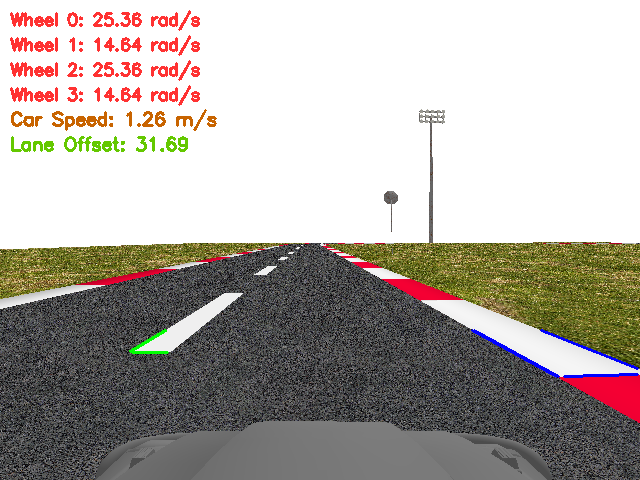 Wheel 0: 25.36 rad/s
Wheel 1: 14.64 rad/s
Wheel 2: 25.36 rad/s
Wheel 3: 14.64 rad/s
Car Speed: 1.26 m/s
Lane Offset: 31.69